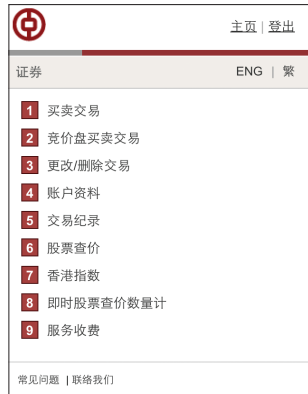 主页 | 登出
证券 ENG | 繁
1 买卖交易
2 竞价盘买卖交易
3 更改/删除交易
4 账户资料
5 交易纪录
6 股票查价
7 香港指数
8 即时股票查价数量计
9 服务收费
常见问题 | 联络我们